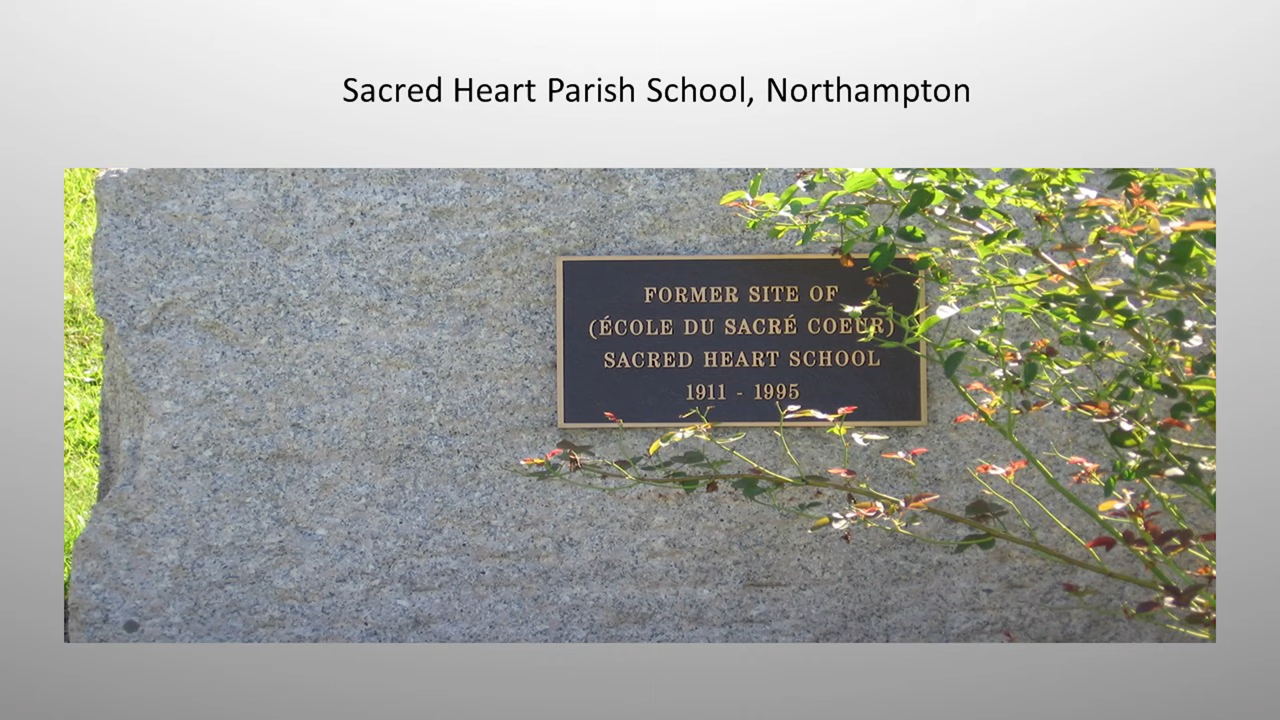 Sacred Heart Parish School, Northampton
FORMER SITE OF
(ÉCOLE DU SACRÉ COEUR)
SACRED HEART SCHOOL
1911 - 1995